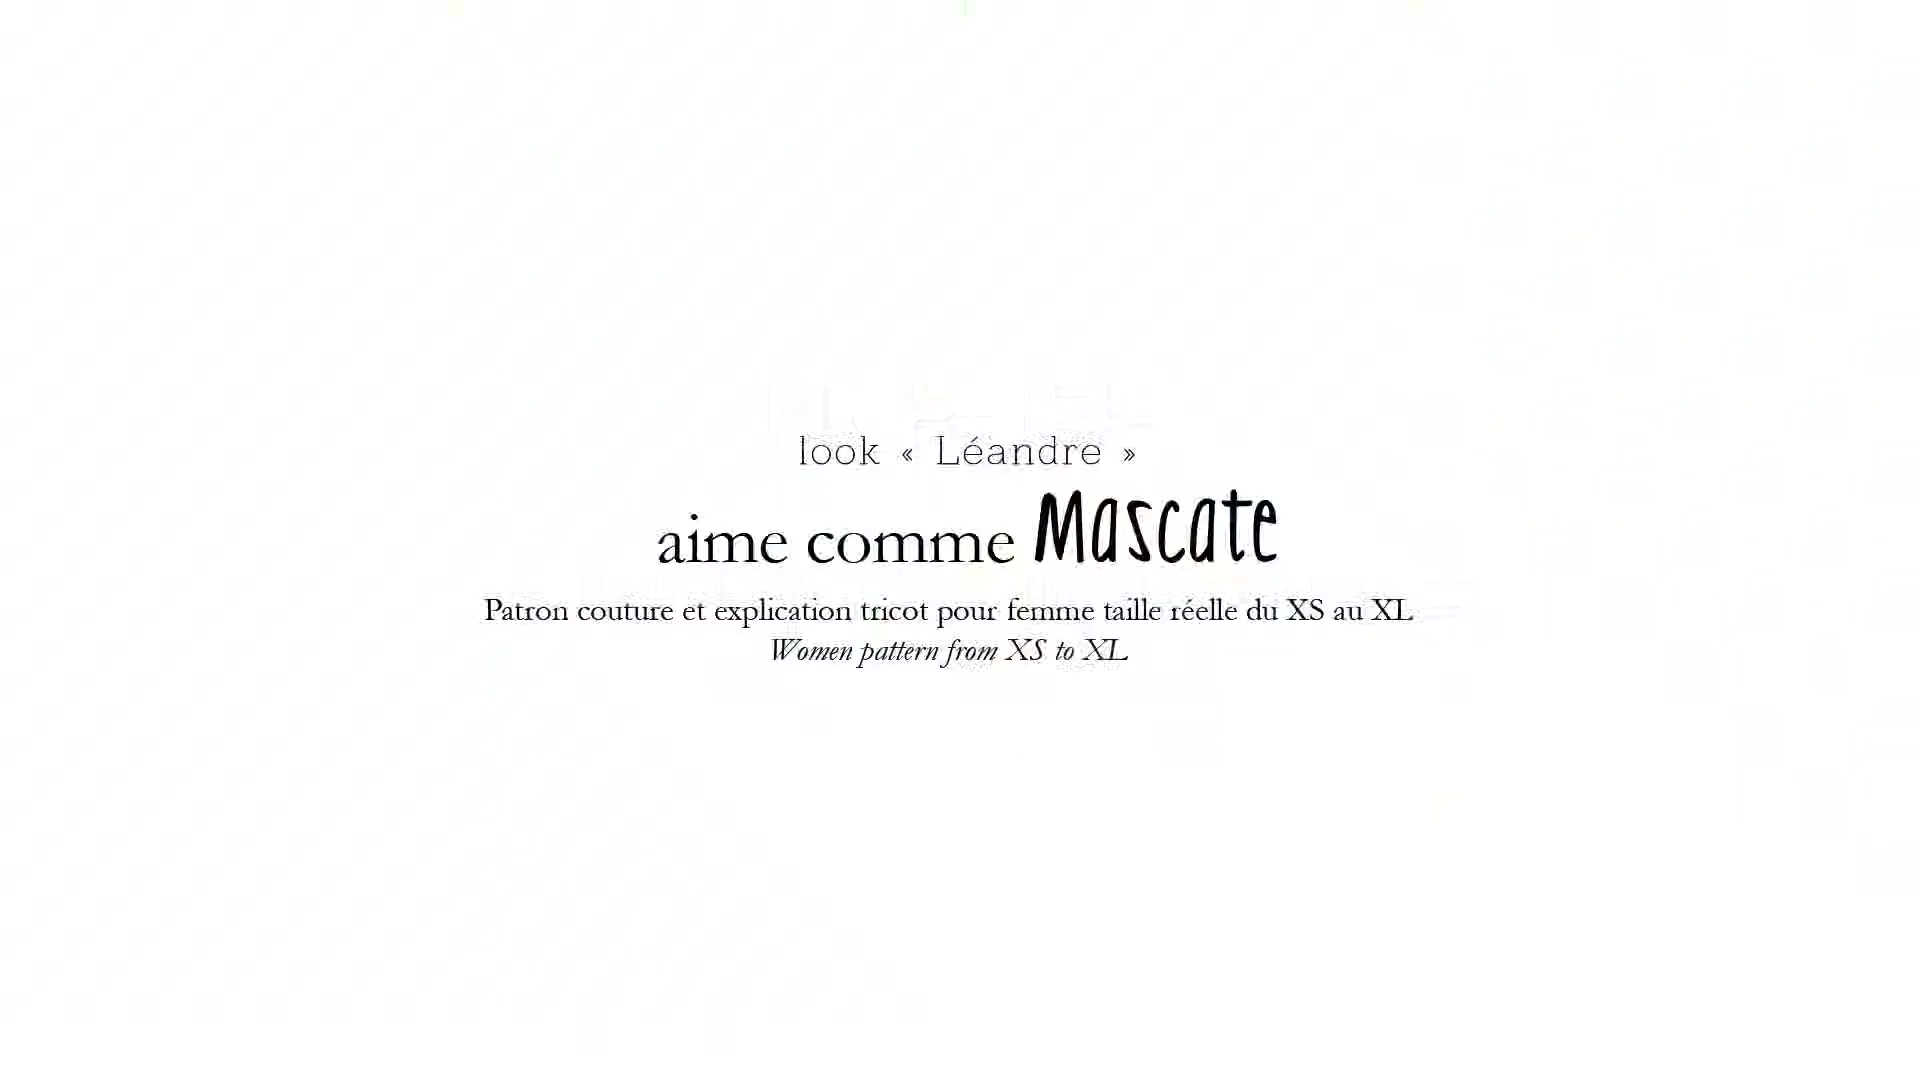 look « Léandre »
aime comme Mascate
Patron couture et explication tricot pour femme taille réelle du XS au XL
Women pattern from XS to XL